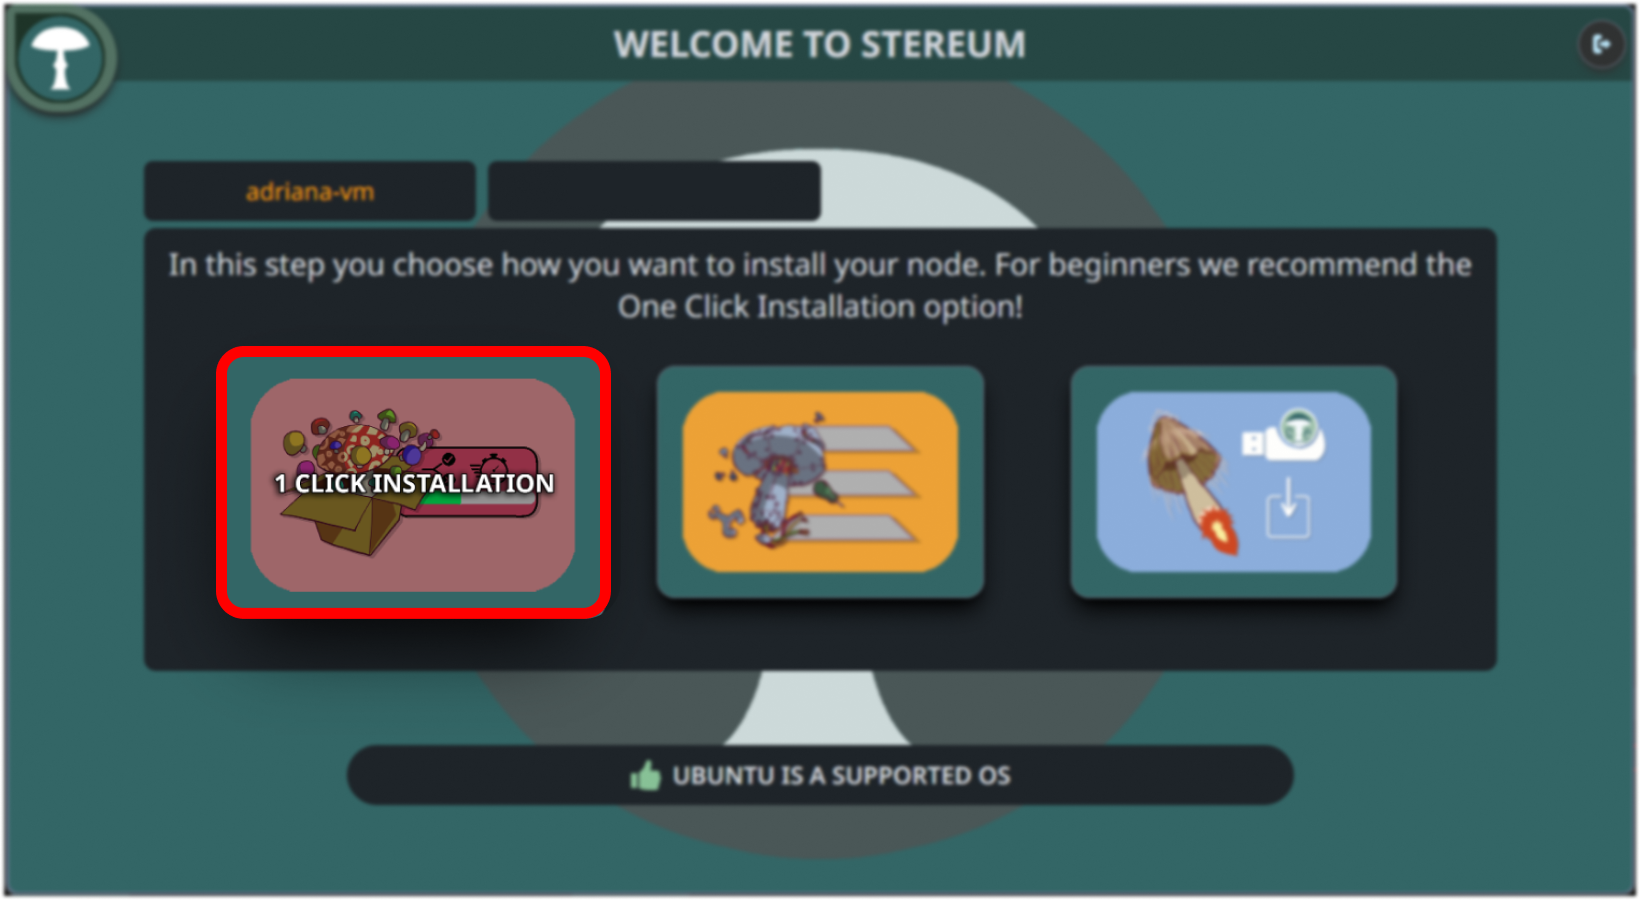 WELCOME TO STEREUM
adriana-vm
In this step you choose how you want to install your node. For beginners we recommend the
One Click Installation option!
1 CLICK INSTALLATION
UBUNTU IS A SUPPORTED OS